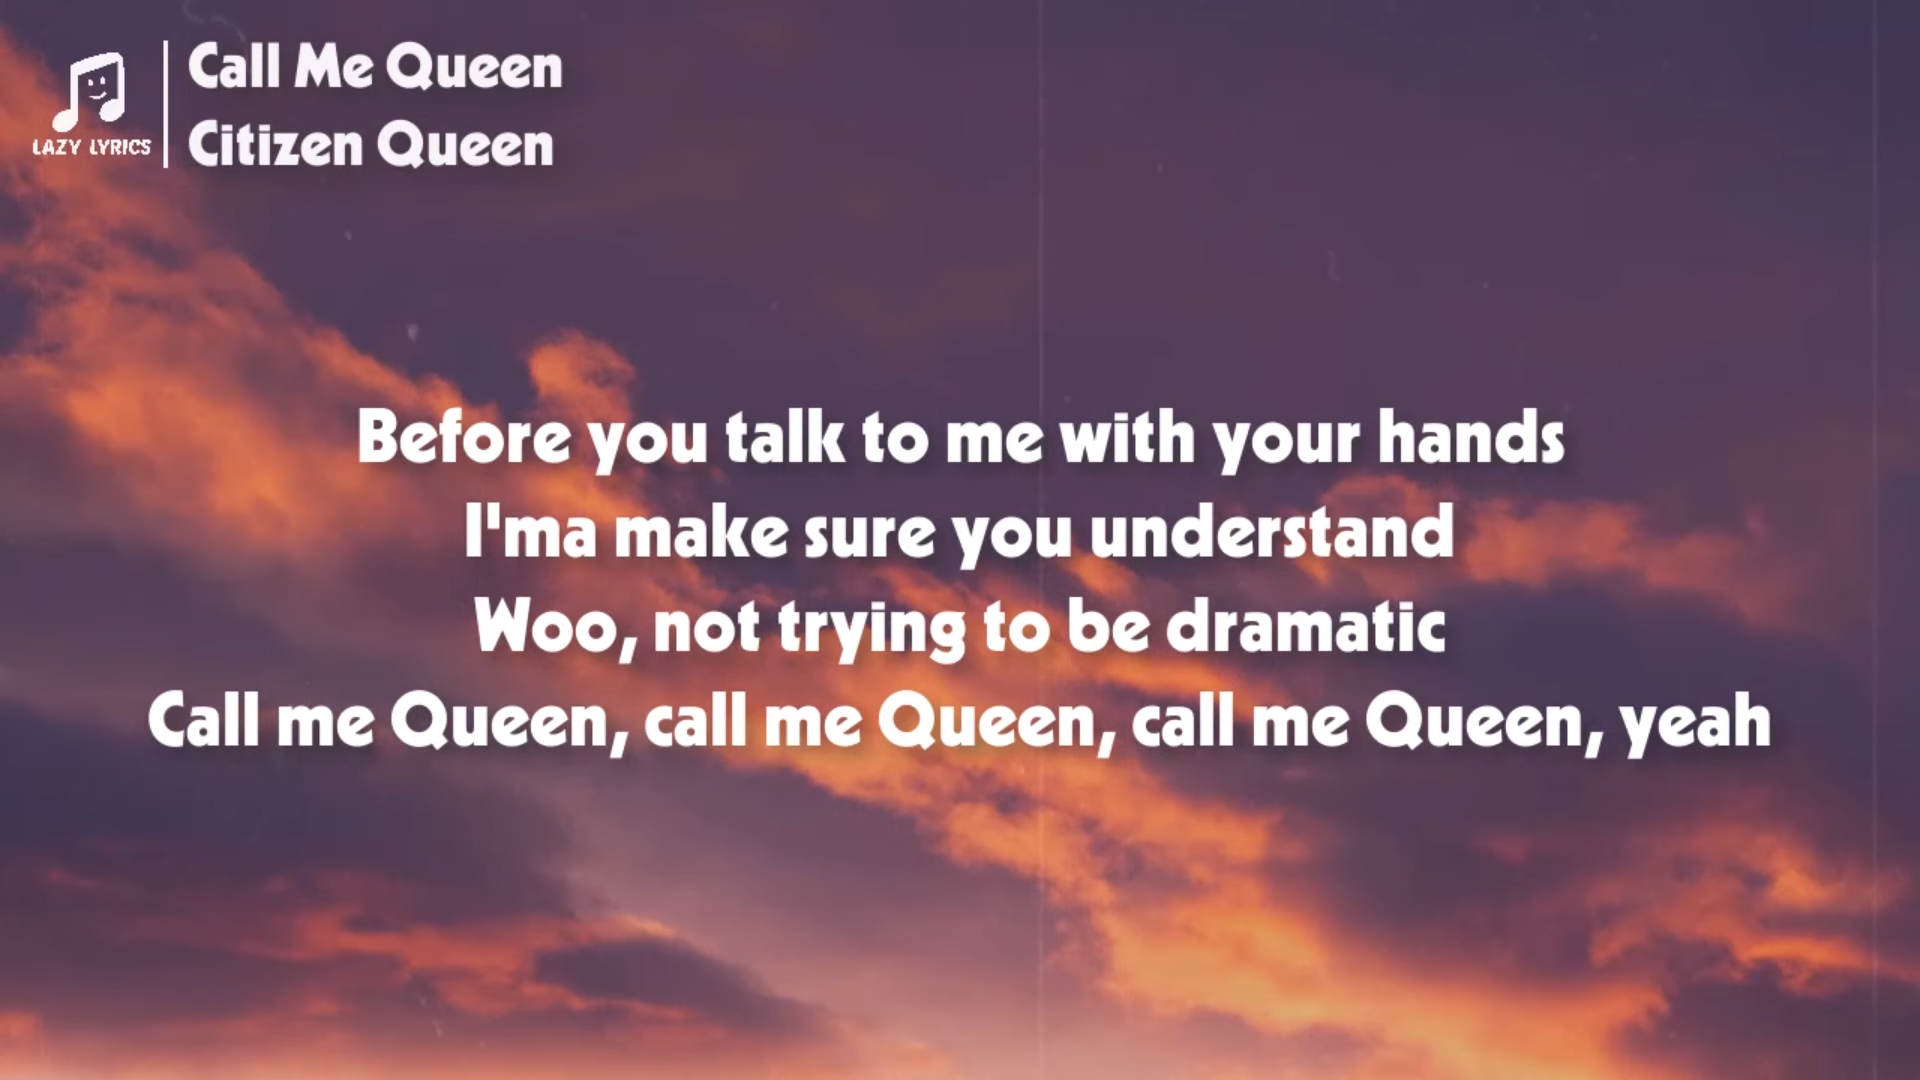 LAZY LYRICS
Call Me Queen
Citizen Queen
Before you talk to me with your hands
I'ma make sure you understand
Woo, not trying to be dramatic
Call me Queen, call me Queen, call me Queen, yeah